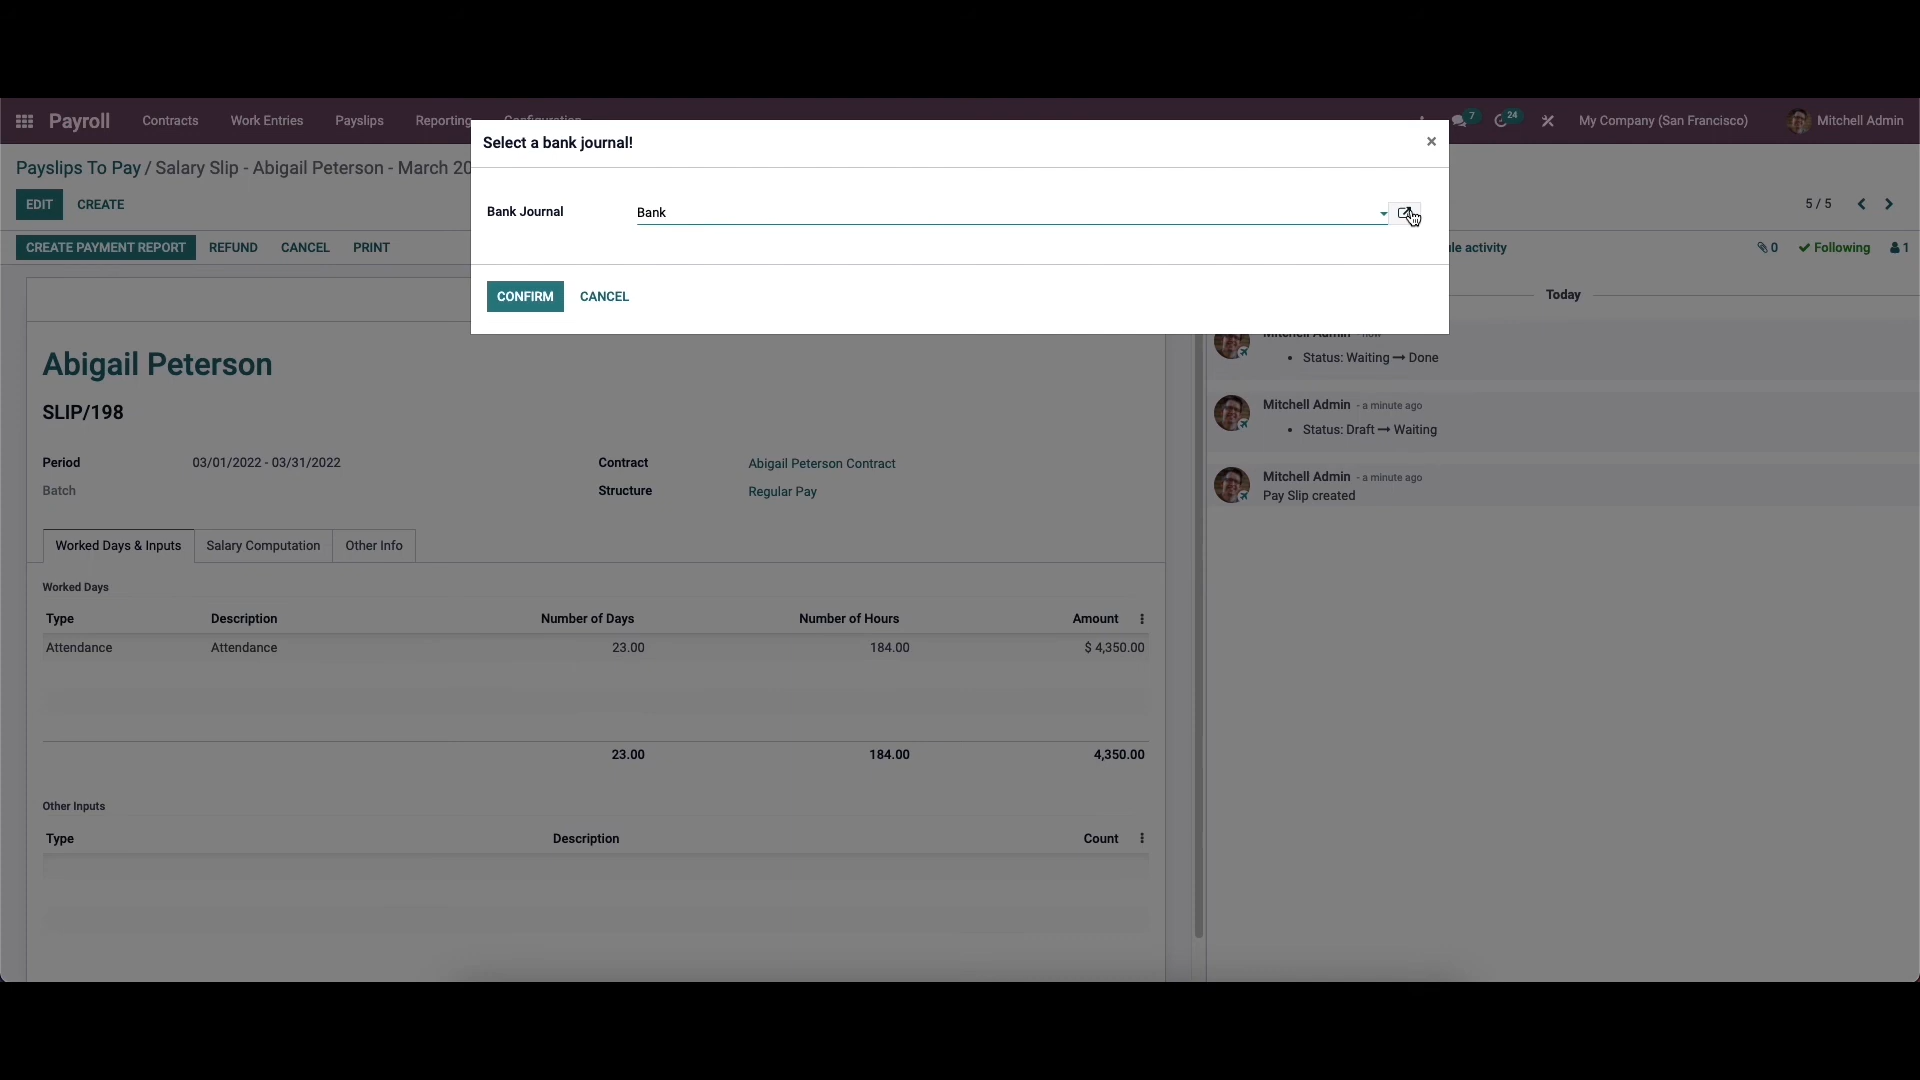 Payroll Contracts Work Entries Payslips Reporting Configuration 7 24 My Company (San Francisco) Mitchell Admin
Select a bank journal! ×
Payslips To Pay / Salary Slip - Abigail Peterson - March 20
EDIT CREATE 5 / 5
Bank Journal Bank
CREATE PAYMENT REPORT REFUND CANCEL PRINT activity 0 Following 1
CONFIRM CANCEL
Today
Mitchell Admin - now
• Status: Waiting → Done
Abigail Peterson
SLIP/198
Mitchell Admin - a minute ago
• Status: Draft → Waiting
Period 03/01/2022 - 03/31/2022 Contract Abigail Peterson Contract
Batch Structure Regular Pay
Mitchell Admin - a minute ago
Pay Slip created
Worked Days & Inputs Salary Computation Other Info
Worked Days
Type Description Number of Days Number of Hours Amount
Attendance Attendance 23.00 184.00 $ 4,350.00
23.00 184.00 4,350.00
Other Inputs
Type Description Count